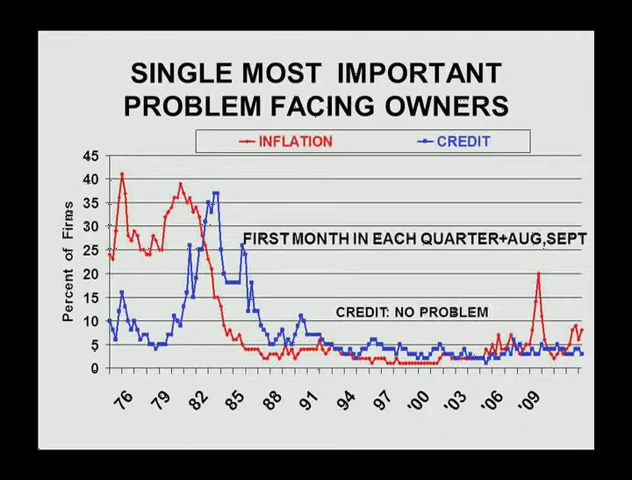 SINGLE MOST IMPORTANT
PROBLEM FACING OWNERS
INFLATION CREDIT
45
40
35
30
25
20
15
10
5
0
Percent of Firms
FIRST MONTH IN EACH QUARTER+AUG,SEPT
CREDIT: NO PROBLEM
76 79 82 85 88 91 94 97 '00 '03 '06 '09